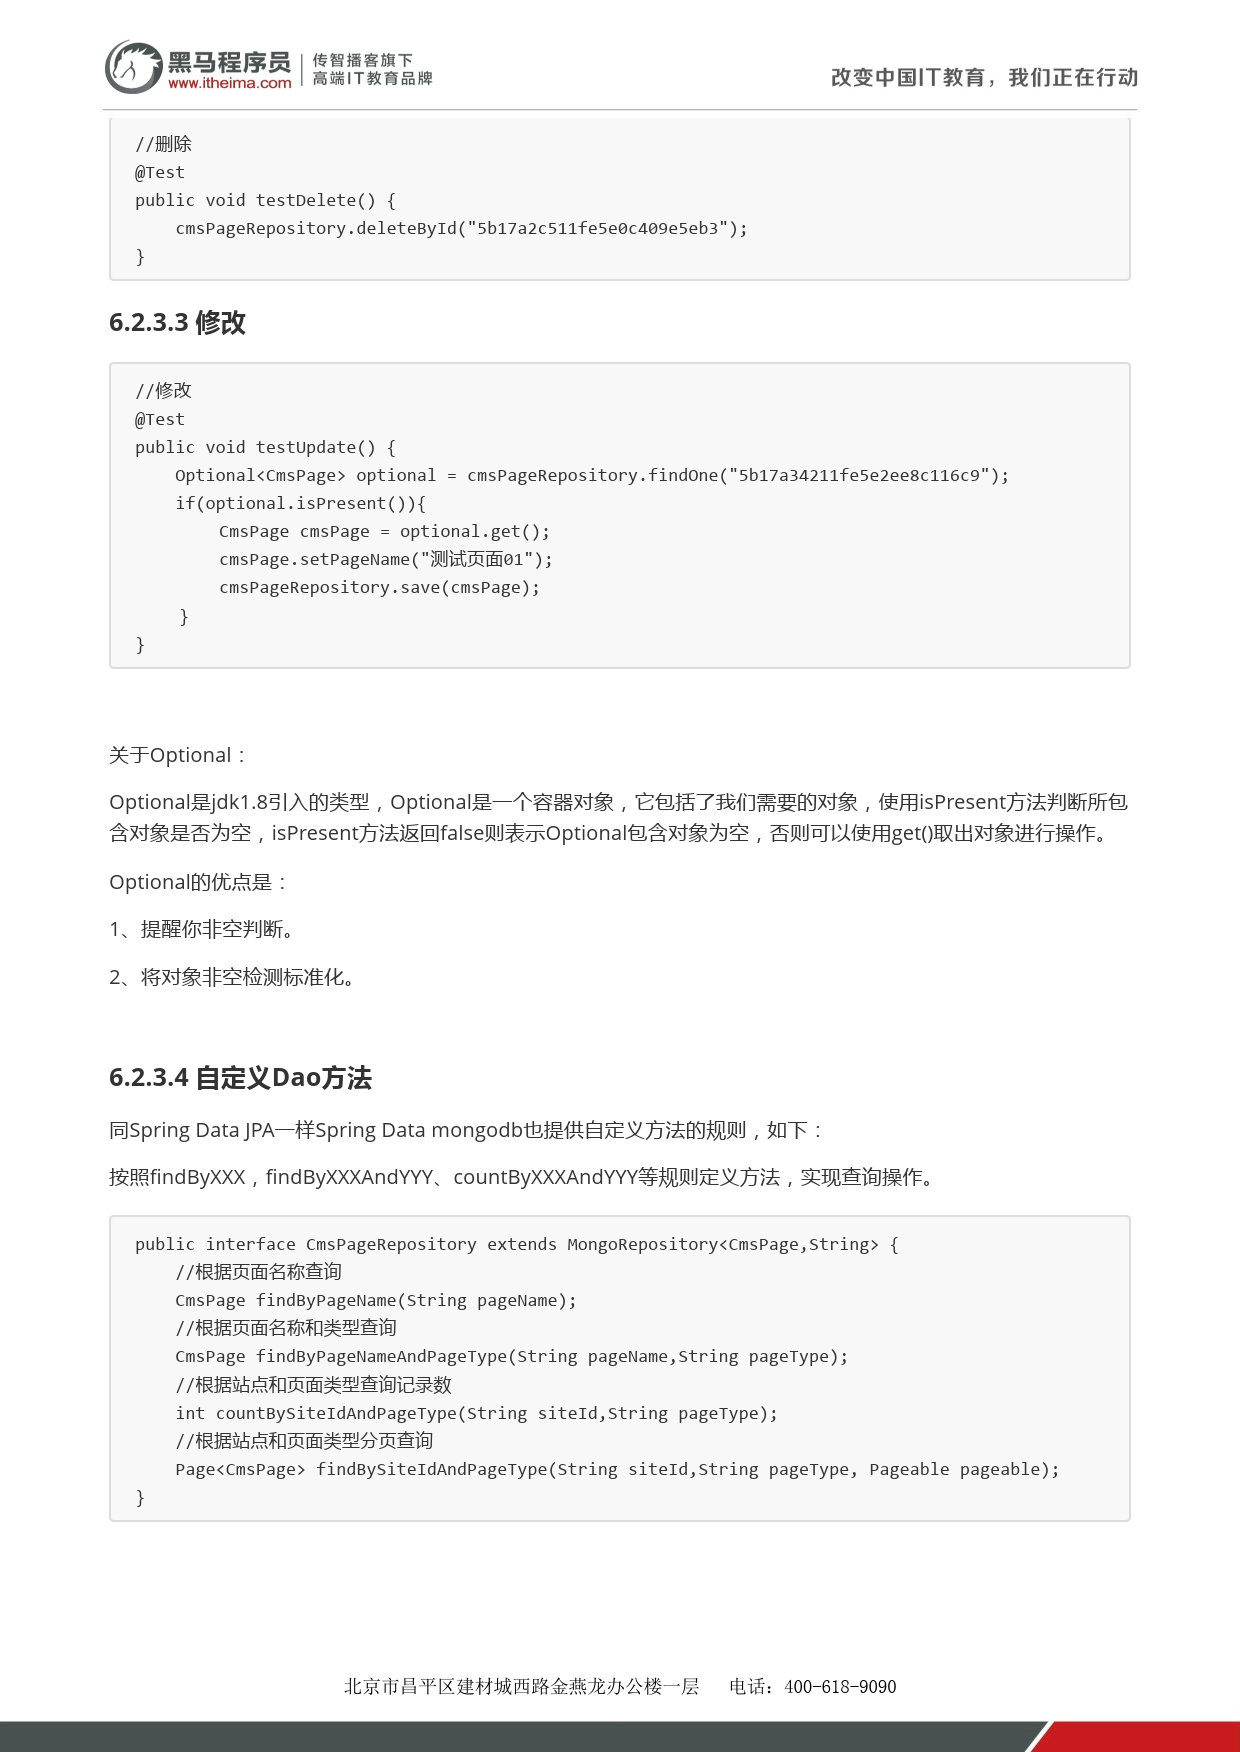 黑马程序员
www.itheima.com
传智播客旗下
高端IT教育品牌
改变中国IT教育，我们正在行动
//删除
@Test
public void testDelete() {
    cmsPageRepository.deleteById("5b17a2c511fe5e0c409e5eb3");
}
6.2.3.3 修改
//修改
@Test
public void testUpdate() {
    Optional<CmsPage> optional = cmsPageRepository.findOne("5b17a34211fe5e2ee8c116c9");
    if(optional.isPresent()){
        CmsPage cmsPage = optional.get();
        cmsPage.setPageName("测试页面01");
        cmsPageRepository.save(cmsPage);
    }
}
关于Optional：
Optional是jdk1.8引入的类型，Optional是一个容器对象，它包括了我们需要的对象，使用isPresent方法判断所包
含对象是否为空，isPresent方法返回false则表示Optional包含对象为空，否则可以使用get()取出对象进行操作。
Optional的优点是：
1、提醒你非空判断。
2、将对象非空检测标准化。
6.2.3.4 自定义Dao方法
同Spring Data JPA一样Spring Data mongodb也提供自定义方法的规则，如下：
按照findByXXX，findByXXXAndYYY、countByXXXAndYYY等规则定义方法，实现查询操作。
public interface CmsPageRepository extends MongoRepository<CmsPage,String> {
    //根据页面名称查询
    CmsPage findByPageName(String pageName);
    //根据页面名称和类型查询
    CmsPage findByPageNameAndPageType(String pageName,String pageType);
    //根据站点和页面类型查询记录数
    int countBySiteIdAndPageType(String siteId,String pageType);
    //根据站点和页面类型分页查询
    Page<CmsPage> findBySiteIdAndPageType(String siteId,String pageType, Pageable pageable);
}
北京市昌平区建材城西路金燕龙办公楼一层    电话：400-618-9090